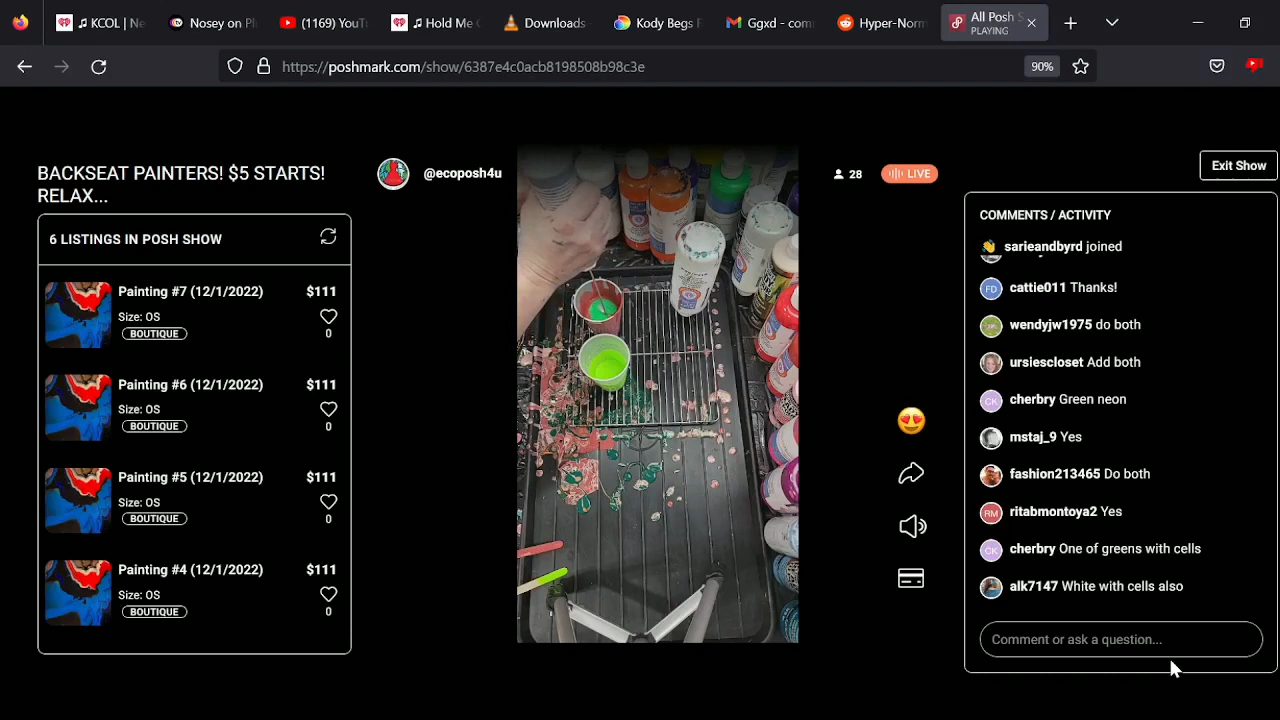 KCOL | Ne
Nosey on Pl
(1169) YouT
Hold Me C
Downloads
Kody Begs F
Ggxd - com
Hyper-Norm
All Posh S
PLAYING
https://poshmark.com/show/6387e4c0acb8198508b98c3e
90%
BACKSEAT PAINTERS! $5 STARTS!
RELAX...
@ecoposh4u
28
LIVE
Exit Show
6 LISTINGS IN POSH SHOW
Painting #7 (12/1/2022) $111
Size: OS
BOUTIQUE
0
Painting #6 (12/1/2022) $111
Size: OS
BOUTIQUE
0
Painting #5 (12/1/2022) $111
Size: OS
BOUTIQUE
0
Painting #4 (12/1/2022) $111
Size: OS
BOUTIQUE
0
COMMENTS / ACTIVITY
sarieandbyrd joined
FD cattie011 Thanks!
wendyjw1975 do both
ursiescloset Add both
CK cherbry Green neon
mstaj_9 Yes
fashion213465 Do both
RM ritabmontoya2 Yes
CK cherbry One of greens with cells
alk7147 White with cells also
Comment or ask a question...